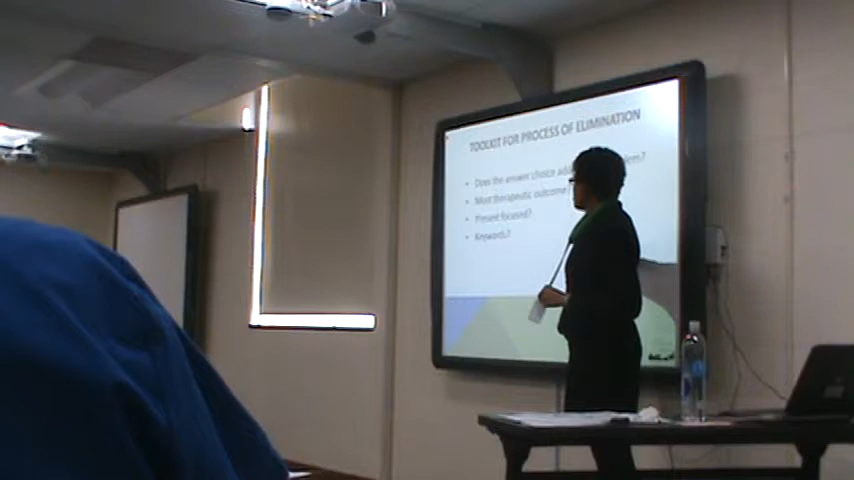 TOOLKIT FOR PROCESS OF ELIMINATION
• Does the answer choice
• Most therapeutic outcome?
• Present focused?
• Keywords?